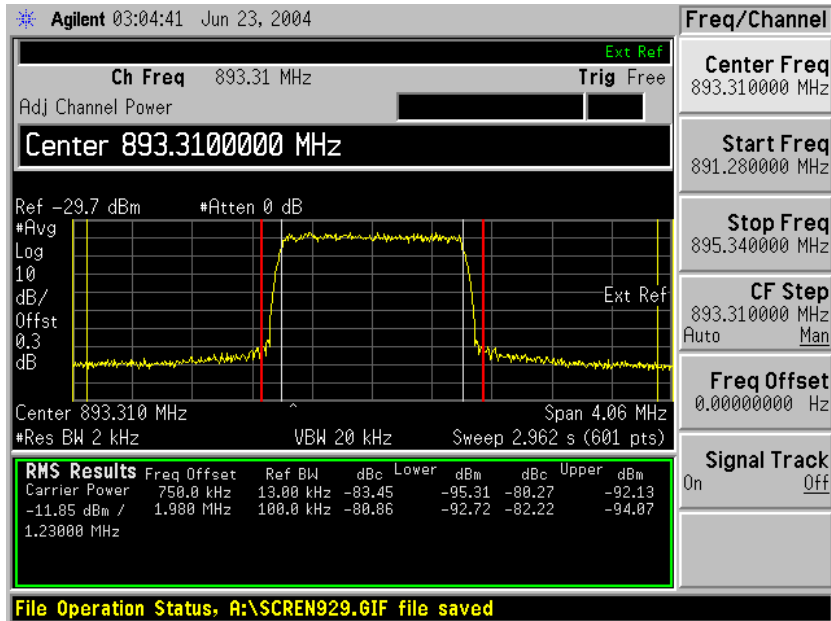 Agilent 03:04:41 Jun 23, 2004
Freq/Channel
Ext Ref
Ch Freq 893.31 MHz Trig Free
Adj Channel Power
Center 893.3100000 MHz
Ref -29.7 dBm #Atten 0 dB
#Avg
Log
10
dB/
Offst
0.3
dB
Ext Ref
Center 893.310 MHz Span 4.06 MHz
#Res BW 2 kHz VBW 20 kHz Sweep 2.962 s (601 pts)
RMS Results Freq Offset Ref BW dBc Lower dBm dBc Upper dBm
Carrier Power 750.0 kHz 13.00 kHz -83.45 -95.31 -80.27 -92.13
-11.85 dBm / 1.980 MHz 100.0 kHz -80.86 -92.72 -82.22 -94.07
1.23000 MHz
File Operation Status, A:\SCREN929.GIF file saved
Center Freq
893.310000 MHz
Start Freq
891.280000 MHz
Stop Freq
895.340000 MHz
CF Step
893.310000 MHz
Auto Man
Freq Offset
0.00000000 Hz
Signal Track
On Off